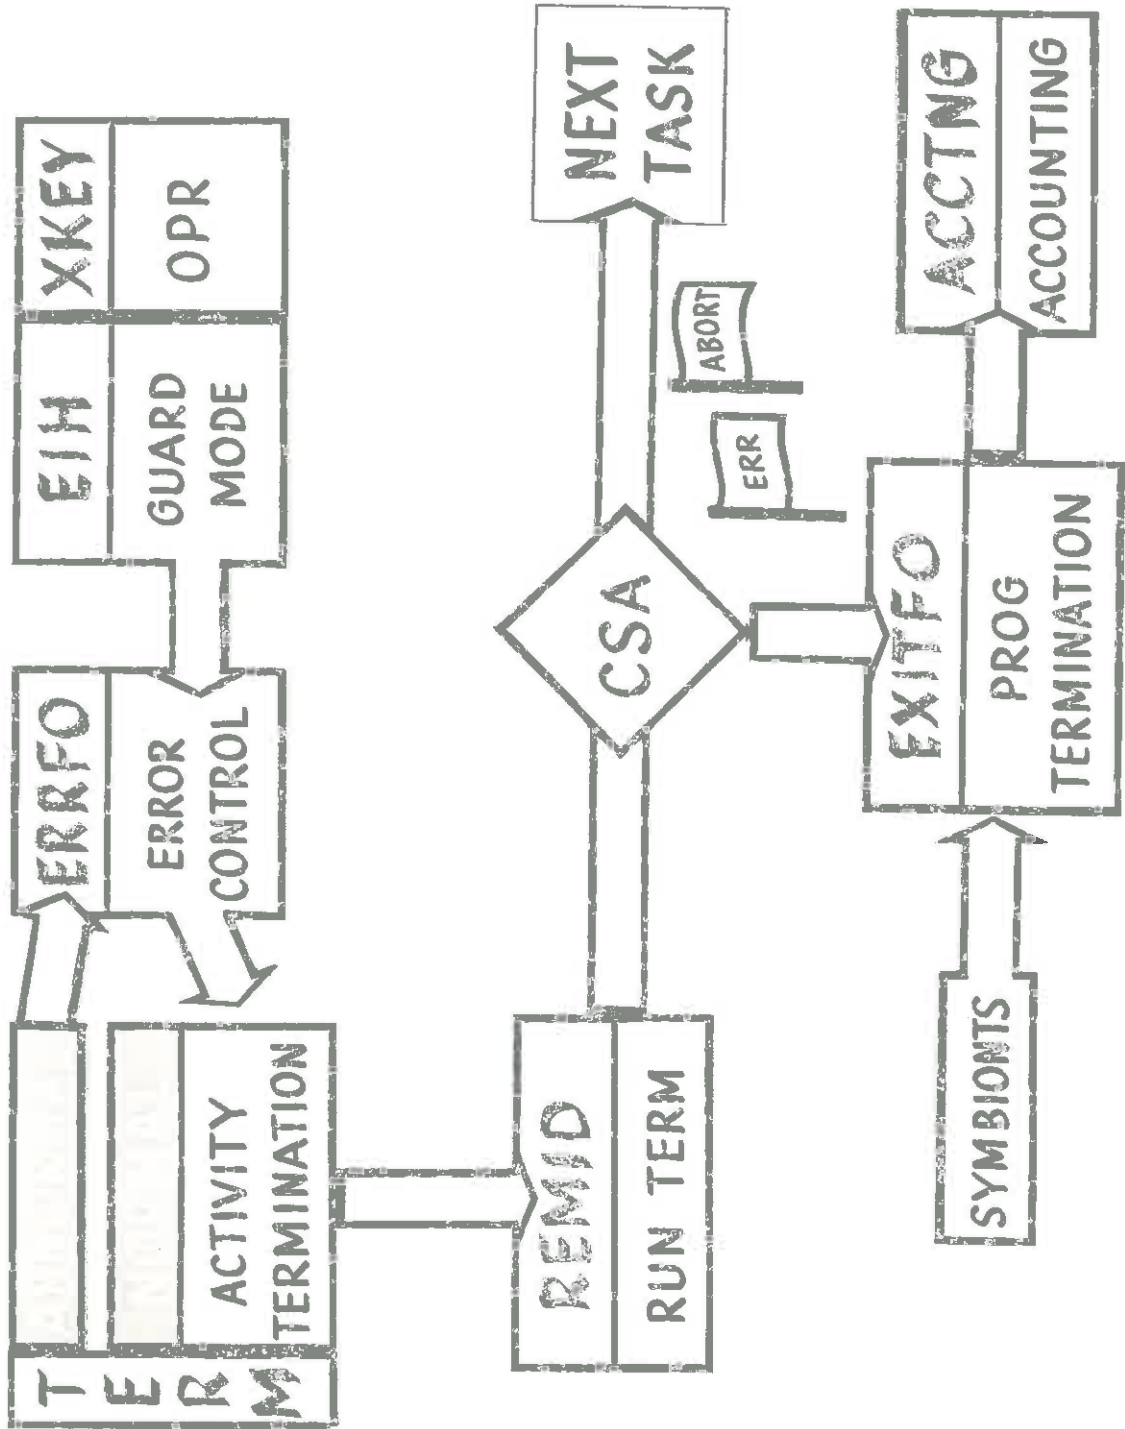 TERM
ACTIVITY
TERMINATION
ERRFO
ERROR
CONTROL
EIH
GUARD
MODE
XKEY
OPR
REMID
RUN TERM
CSA
ERR
ABORT
NEXT
TASK
SYMBIONTS
EXITFO
PROG
TERMINATION
ACCTNG
ACCOUNTING